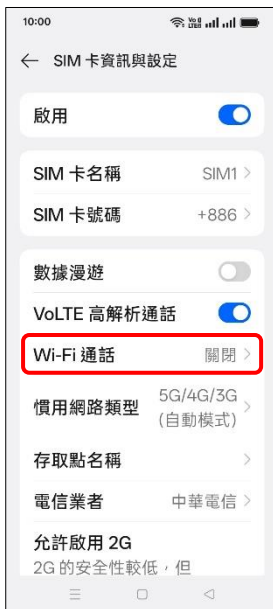 10:00
← SIM 卡資訊與設定
啟用
SIM 卡名稱 SIM1 >
SIM 卡號碼 +886 >
數據漫遊
VoLTE 高解析通話
Wi-Fi 通話 關閉 >
慣用網路類型 5G/4G/3G (自動模式) >
存取點名稱 >
電信業者 中華電信 >
允許啟用 2G
2G 的安全性較低，但